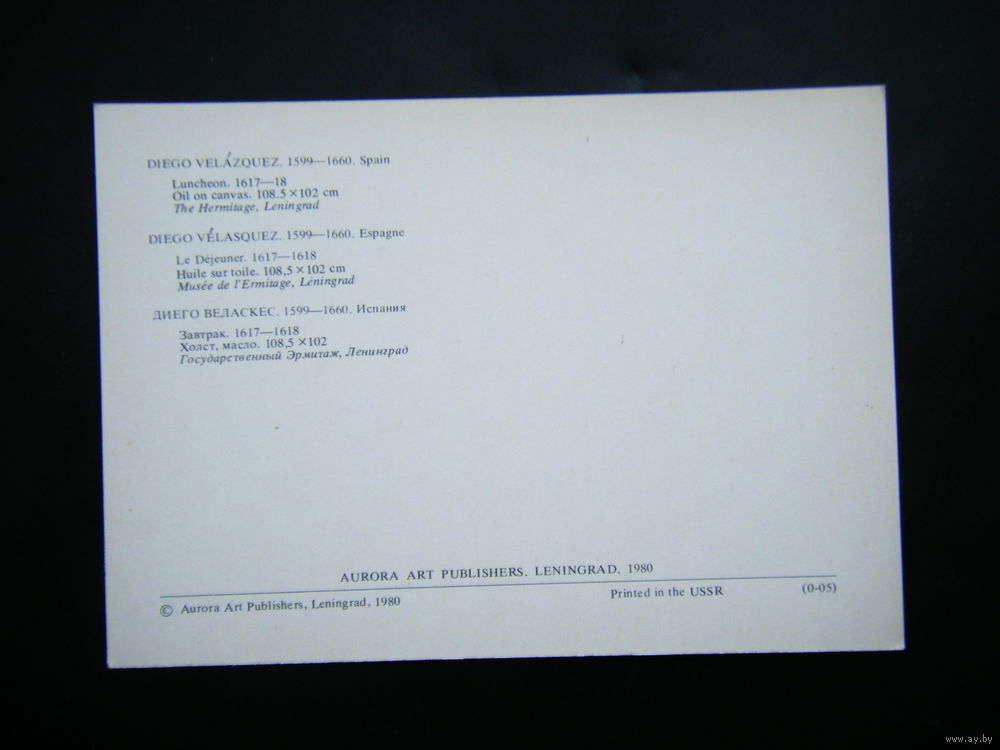 DIEGO VELÁZQUEZ. 1599—1660. Spain
Luncheon. 1617—18
Oil on canvas. 108.5 × 102 cm
The Hermitage, Leningrad
DIEGO VÉLASQUEZ. 1599—1660. Espagne
Le Déjeuner. 1617—1618
Huile sur toile. 108,5 × 102 cm
Musée de l'Ermitage, Léningrad
ДИЕГО ВЕЛАСКЕС. 1599—1660. Испания
Завтрак. 1617—1618
Холст, масло. 108,5 × 102
Государственный Эрмитаж, Ленинград
AURORA ART PUBLISHERS. LENINGRAD. 1980
© Aurora Art Publishers, Leningrad, 1980 Printed in the USSR (0-05)
www.ay.by